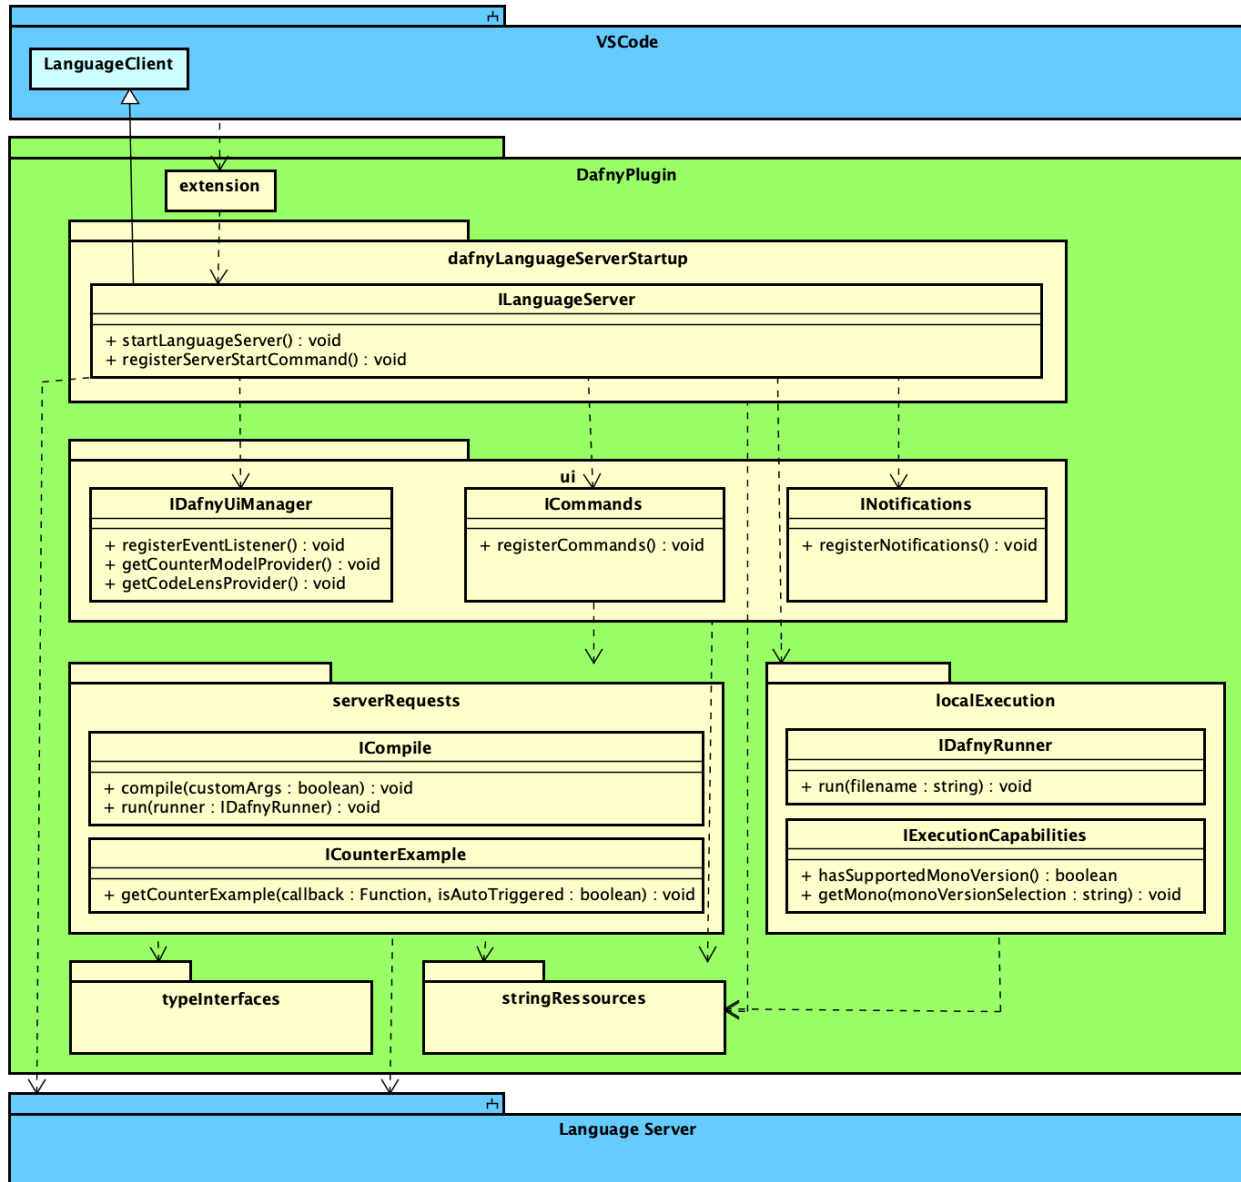 VSCode
LanguageClient
DafnyPlugin
extension
dafnyLanguageServerStartup
ILanguageServer
+ startLanguageServer() : void
+ registerServerStartCommand() : void
ui
IDafnyUiManager
+ registerEventListener() : void
+ getCounterModelProvider() : void
+ getCodeLensProvider() : void
ICommands
+ registerCommands() : void
INotifications
+ registerNotifications() : void
serverRequests
ICompile
+ compile(customArgs : boolean) : void
+ run(runner : IDafnyRunner) : void
ICounterExample
+ getCounterExample(callback : Function, isAutoTriggered : boolean) : void
localExecution
IDafnyRunner
+ run(filename : string) : void
IExecutionCapabilities
+ hasSupportedMonoVersion() : boolean
+ getMono(monoVersionSelection : string) : void
typeInterfaces
stringRessources
Language Server